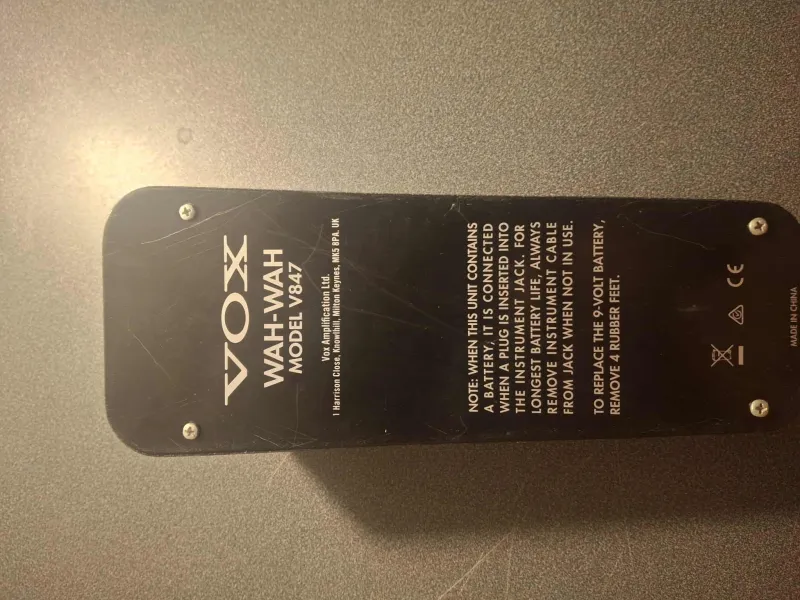 VOX
WAH-WAH
MODEL V847
Vox Amplification Ltd.
1 Harrison Close, Knowlhill, Milton Keynes, MK5 8PA. UK
NOTE: WHEN THIS UNIT CONTAINS
A BATTERY, IT IS CONNECTED
WHEN A PLUG IS INSERTED INTO
THE INSTRUMENT JACK. FOR
LONGEST BATTERY LIFE, ALWAYS
REMOVE INSTRUMENT CABLE
FROM JACK WHEN NOT IN USE.
TO REPLACE THE 9-VOLT BATTERY,
REMOVE 4 RUBBER FEET.
CE
MADE IN CHINA